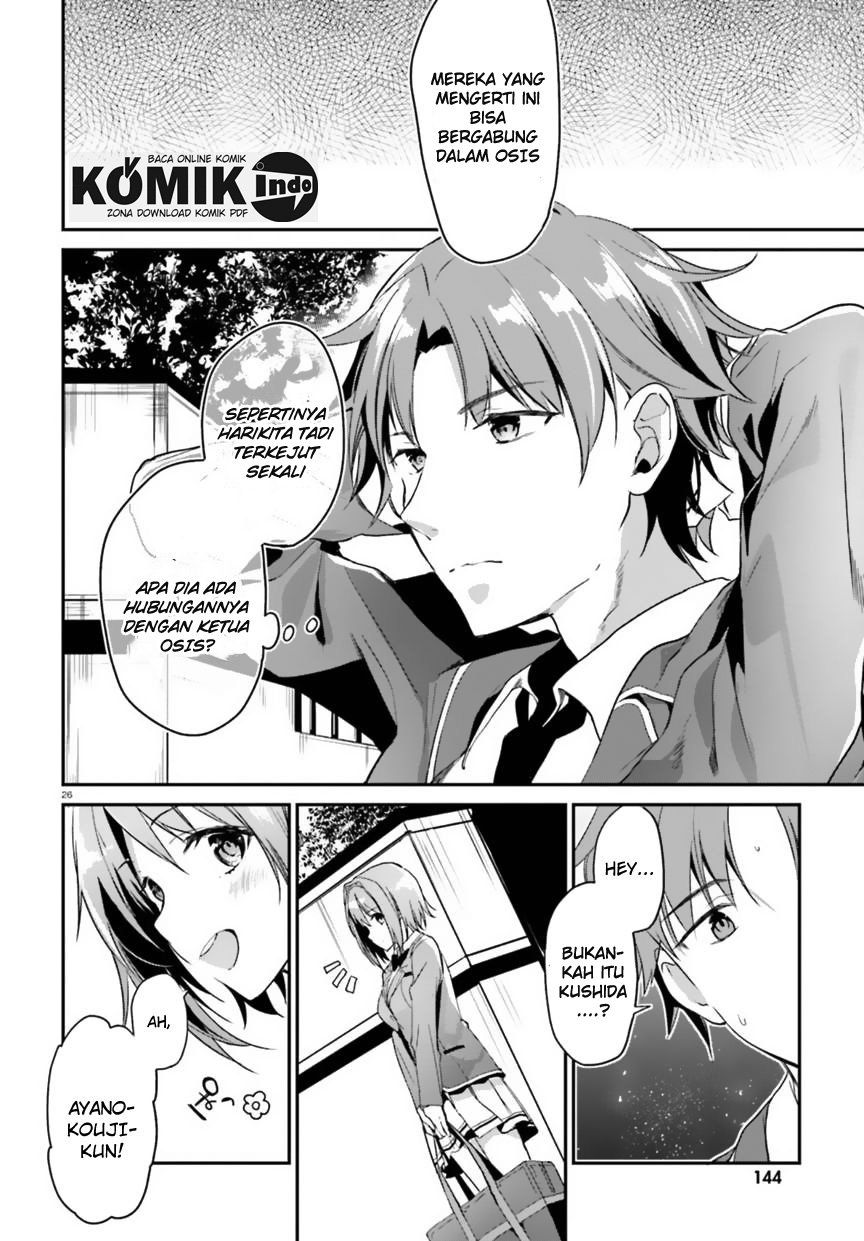 MEREKA YANG
MENGERTI INI
BISA
BERGABUNG
DALAM OSIS
BACA ONLINE KOMIK
KOMIK Indo
ZONA DOWNLOAD KOMIK PDF
SEPERTINYA
HARIKITA TADI
TERKEJUT
SEKALI
APA DIA ADA
HUBUNGANNYA
DENGAN KETUA
OSIS?
26
HEY...
BUKAN-
KAH ITU
KUSHIDA
....?
AH,
AYANO-
KOUJI-
KUN!
144